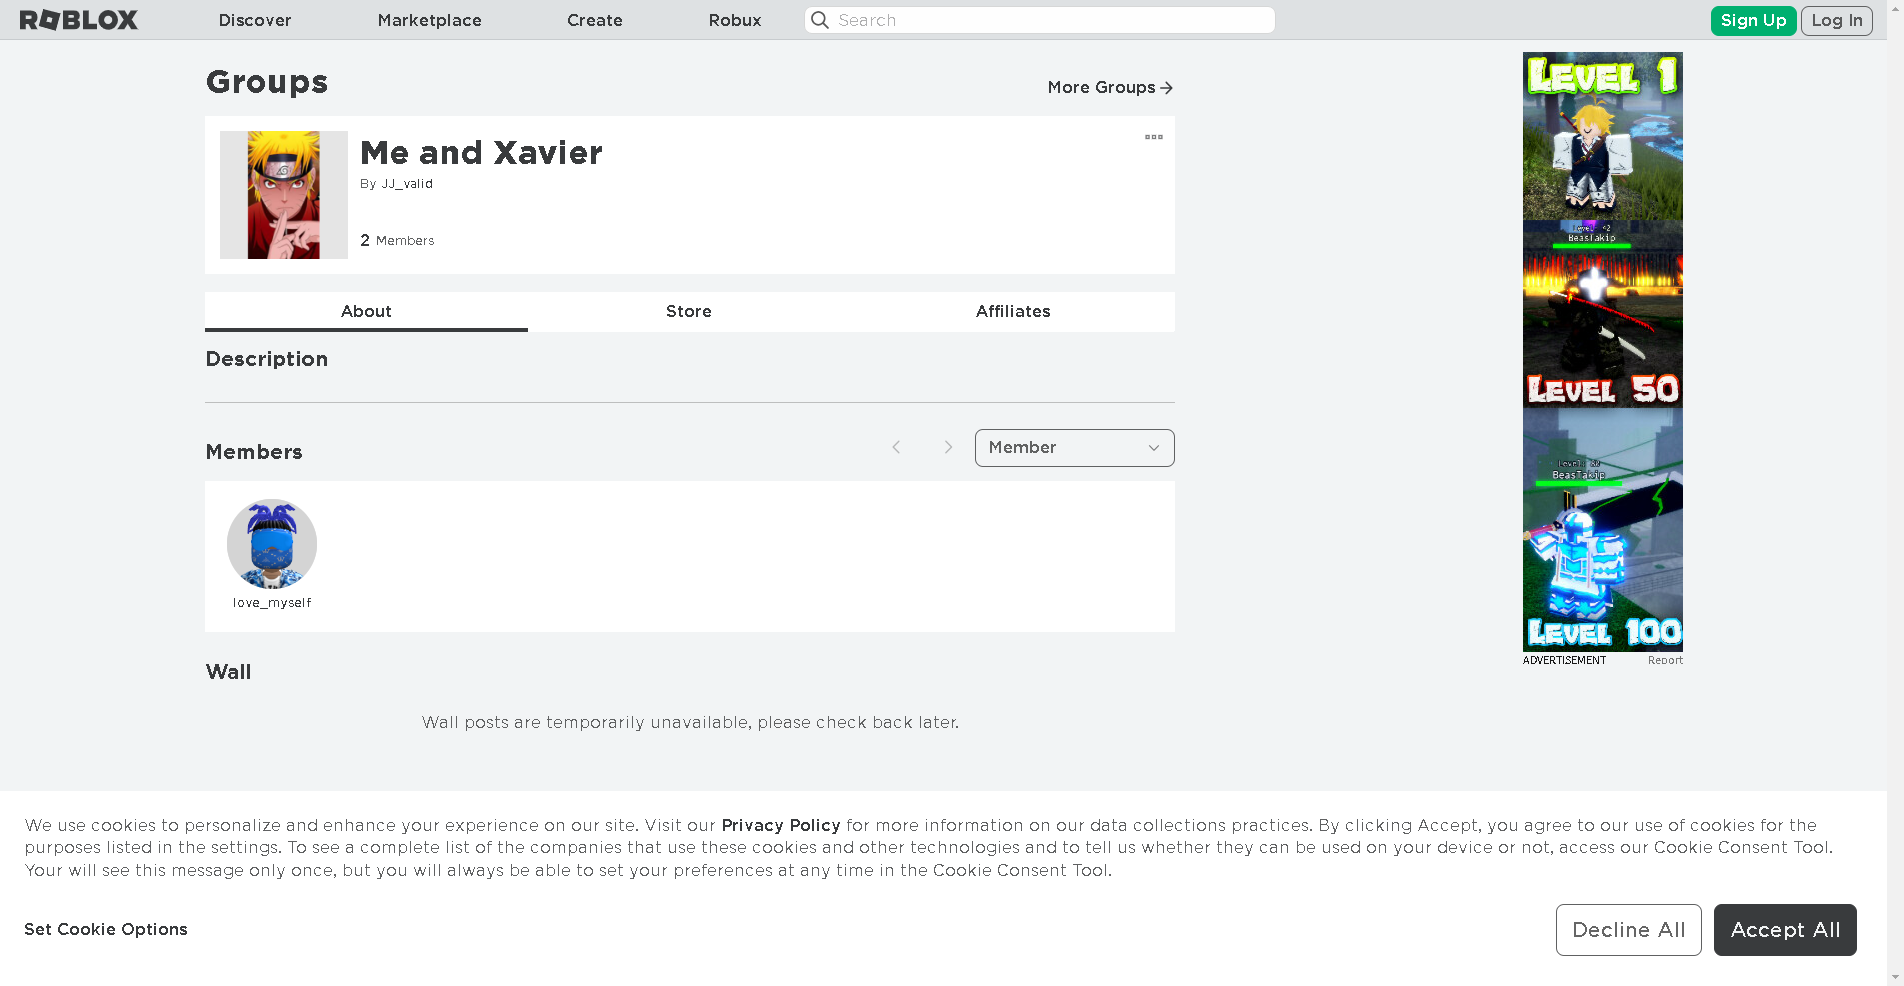 ROBLOX Discover Marketplace Create Robux Search Sign Up Log In
Groups
More Groups
Me and Xavier
By JJ_valid
2 Members
About Store Affiliates
Description
Members
Member
love_myself
Wall
Wall posts are temporarily unavailable, please check back later.
LEVEL 1
BeasTakip
LEVEL 50
BeasTakip
LEVEL 100
ADVERTISEMENT Report
We use cookies to personalize and enhance your experience on our site. Visit our Privacy Policy for more information on our data collections practices. By clicking Accept, you agree to our use of cookies for the
purposes listed in the settings. To see a complete list of the companies that use these cookies and other technologies and to tell us whether they can be used on your device or not, access our Cookie Consent Tool.
Your will see this message only once, but you will always be able to set your preferences at any time in the Cookie Consent Tool.
Set Cookie Options
Decline All
Accept All